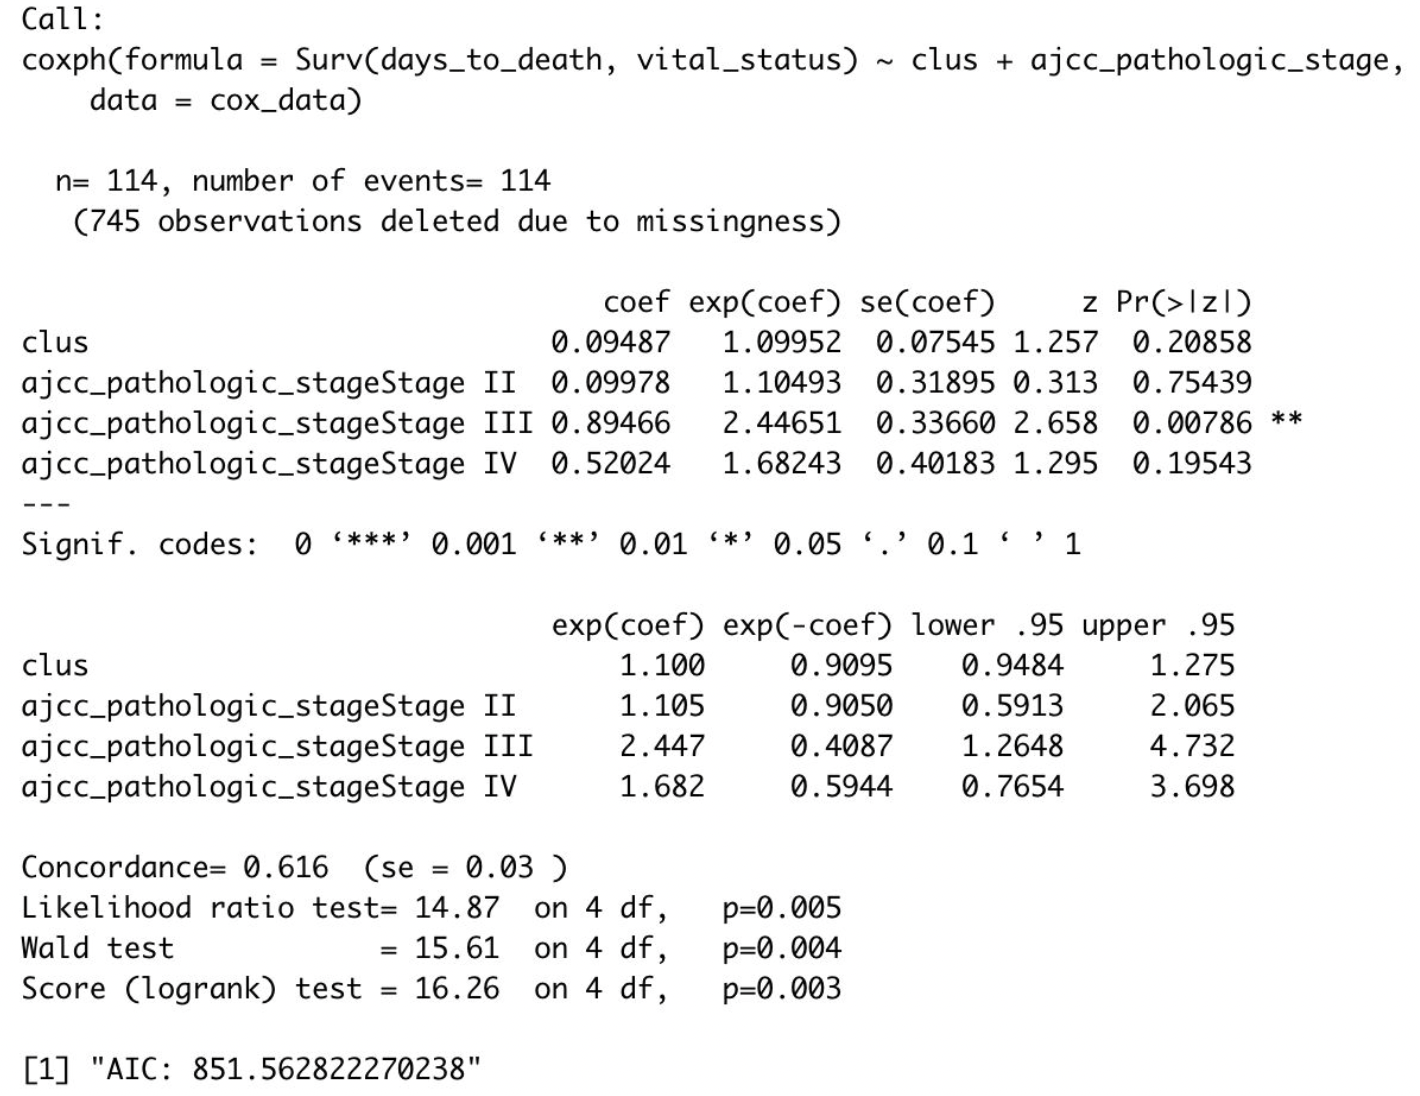 Call:
coxph(formula = Surv(days_to_death, vital_status) ~ clus + ajcc_pathologic_stage,
    data = cox_data)

  n= 114, number of events= 114
   (745 observations deleted due to missingness)

                                  coef exp(coef) se(coef)     z Pr(>|z|)
clus                           0.09487   1.09952  0.07545 1.257  0.20858
ajcc_pathologic_stageStage II  0.09978   1.10493  0.31895 0.313  0.75439
ajcc_pathologic_stageStage III 0.89466   2.44651  0.33660 2.658  0.00786 **
ajcc_pathologic_stageStage IV  0.52024   1.68243  0.40183 1.295  0.19543
---
Signif. codes:  0 ‘***’ 0.001 ‘**’ 0.01 ‘*’ 0.05 ‘.’ 0.1 ‘ ’ 1

                               exp(coef) exp(-coef) lower .95 upper .95
clus                               1.100     0.9095    0.9484     1.275
ajcc_pathologic_stageStage II      1.105     0.9050    0.5913     2.065
ajcc_pathologic_stageStage III     2.447     0.4087    1.2648     4.732
ajcc_pathologic_stageStage IV      1.682     0.5944    0.7654     3.698

Concordance= 0.616  (se = 0.03 )
Likelihood ratio test= 14.87  on 4 df,   p=0.005
Wald test            = 15.61  on 4 df,   p=0.004
Score (logrank) test = 16.26  on 4 df,   p=0.003

[1] "AIC: 851.562822270238"